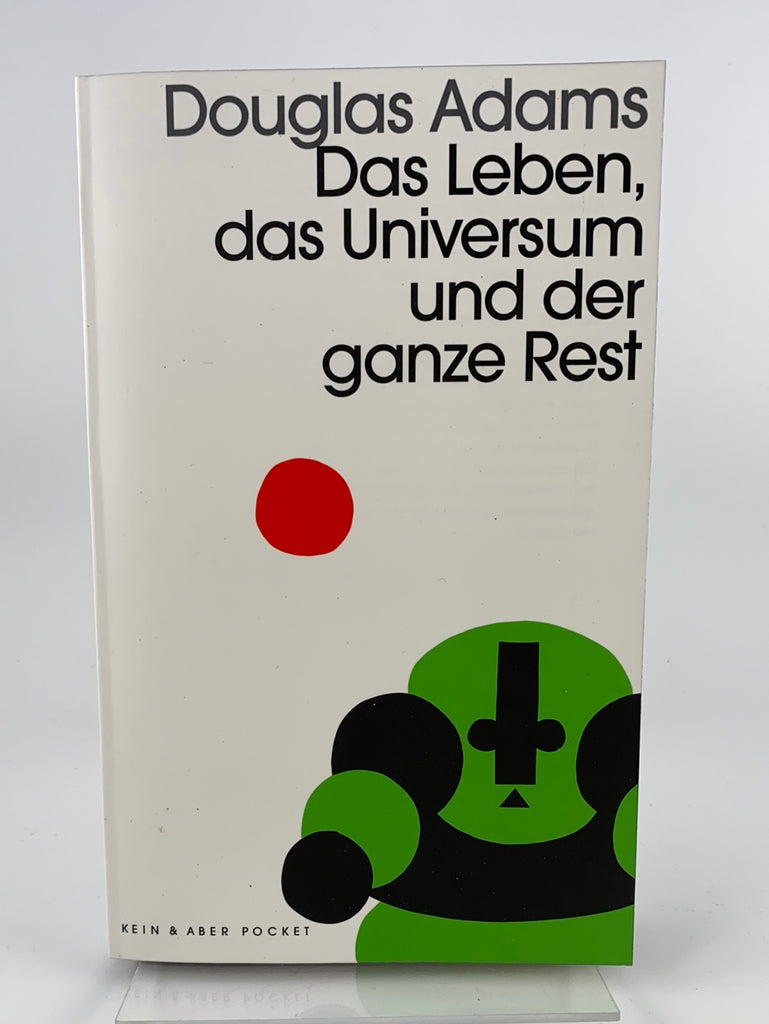 Douglas Adams
Das Leben,
das Universum
und der
ganze Rest
KEIN & ABER POCKET